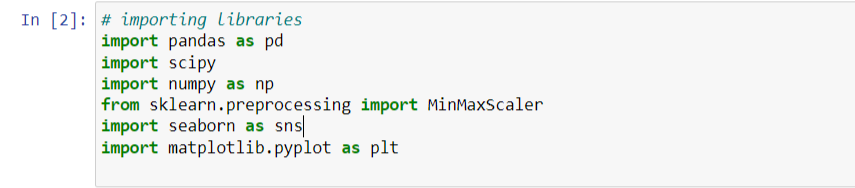 In [2]: # importing libraries
import pandas as pd
import scipy
import numpy as np
from sklearn.preprocessing import MinMaxScaler
import seaborn as sns
import matplotlib.pyplot as plt